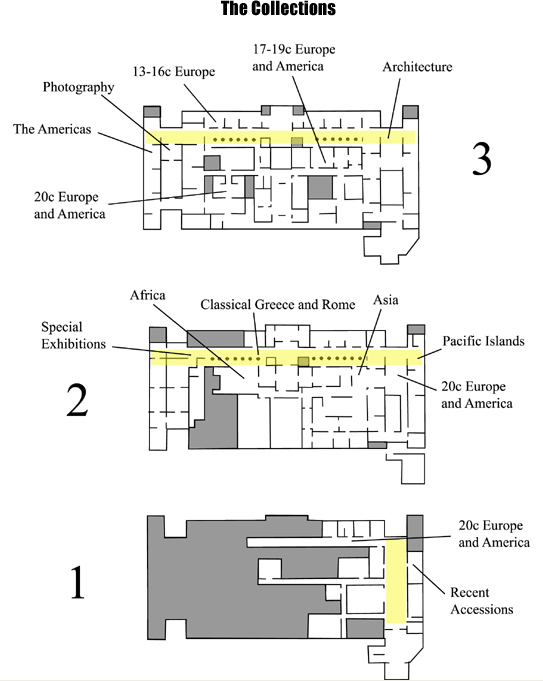 The Collections
17-19c Europe
and America
13-16c Europe
Architecture
Photography
The Americas
3
20c Europe
and America
Africa
Classical Greece and Rome
Asia
Special
Exhibitions
Pacific Islands
2
20c Europe
and America
20c Europe
and America
1
Recent
Accessions